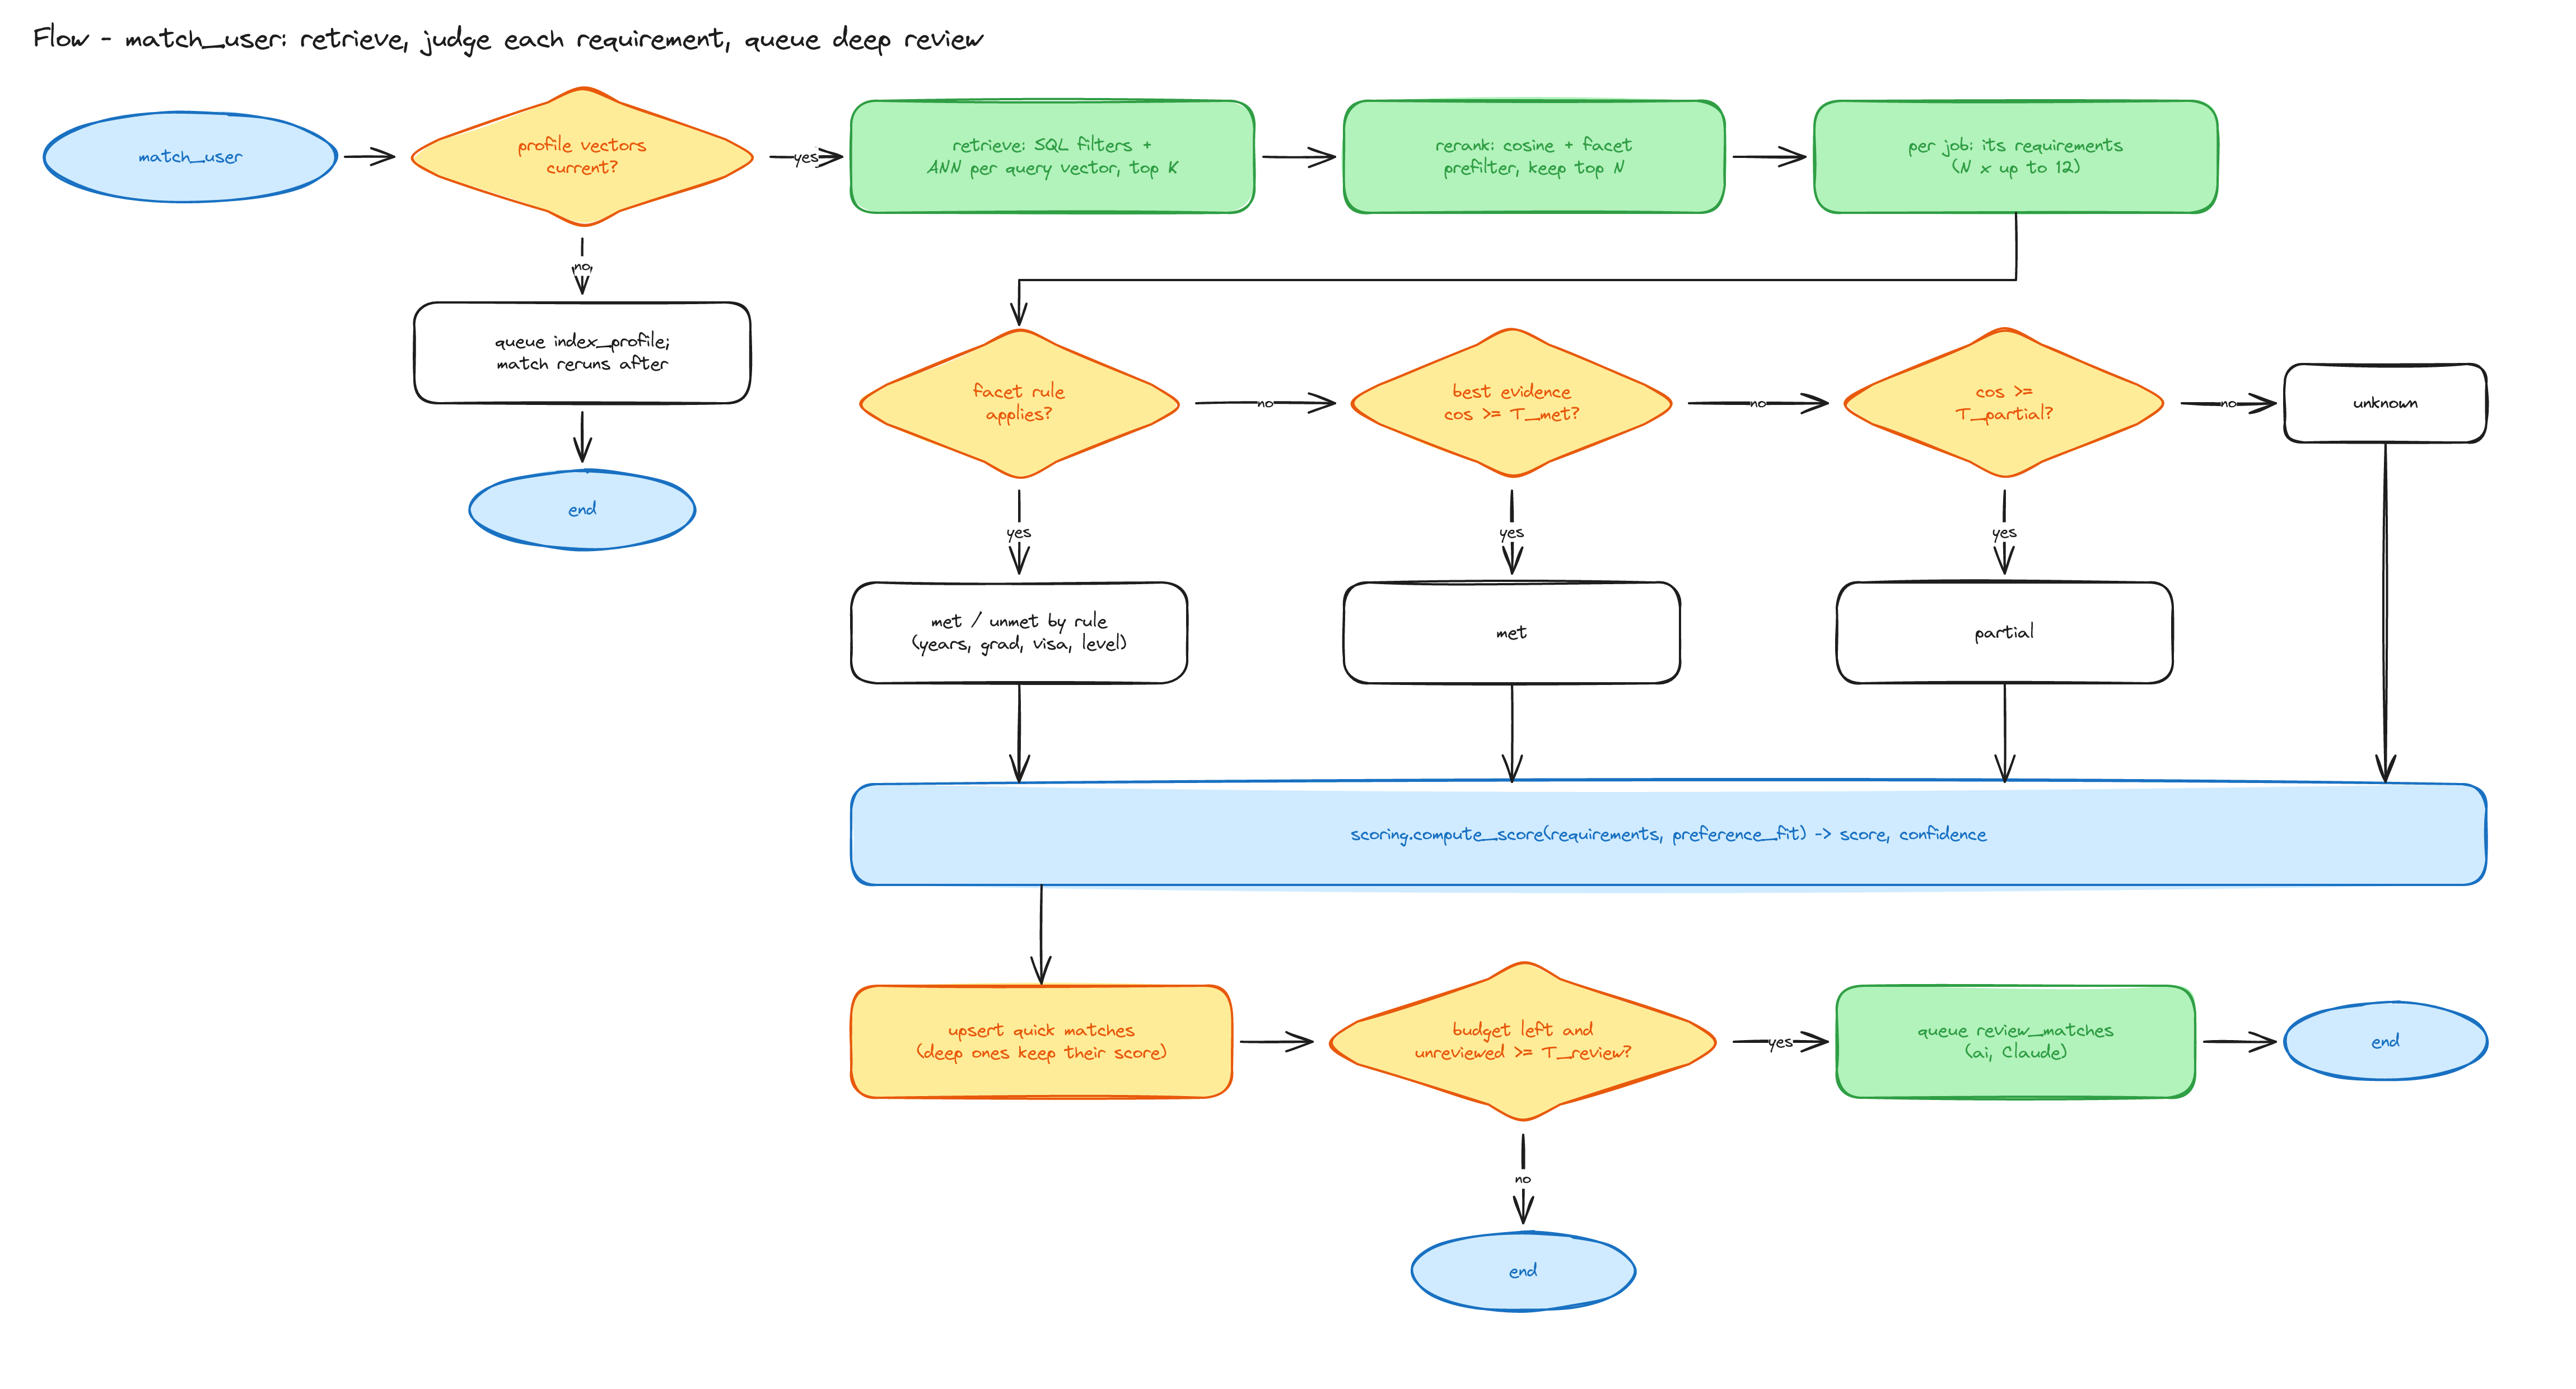 Flow - match_user: retrieve, judge each requirement, queue deep review
match_user
profile vectors
current?
yes
retrieve: SQL filters +
ANN per query vector, top K
rerank: cosine + facet
prefilter, keep top N
per job: its requirements
(N x up to 12)
no
queue index_profile;
match reruns after
end
facet rule
applies?
no
best evidence
cos >= T_met?
no
cos >=
T_partial?
no
unknown
yes
yes
yes
met / unmet by rule
(years, grad, visa, level)
met
partial
scoring.compute_score(requirements, preference_fit) -> score, confidence
upsert quick matches
(deep ones keep their score)
budget left and
unreviewed >= T_review?
yes
queue review_matches
(ai, Claude)
end
no
end